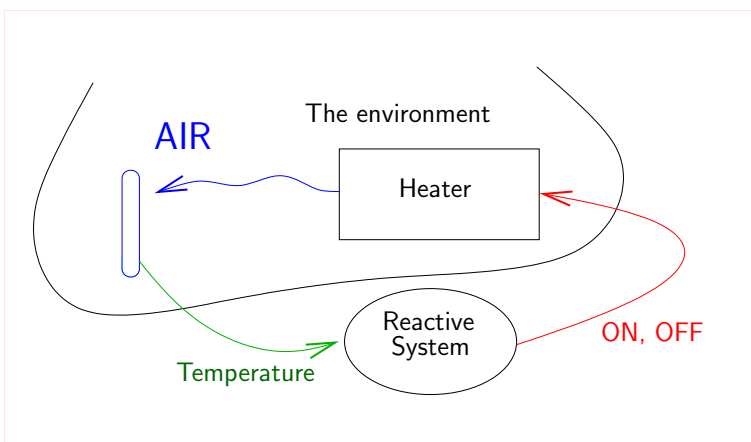 The environment
AIR
Heater
Reactive
System
ON, OFF
Temperature